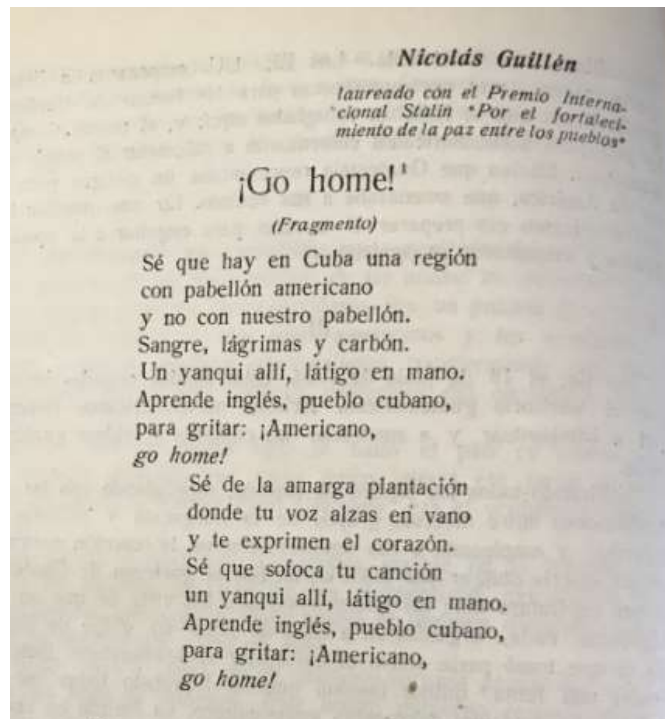 Nicolás Guillén
laureado con el Premio Interna-
cional Stalin "Por el fortaleci-
miento de la paz entre los pueblos"
¡Go home!¹
(Fragmento)
Sé que hay en Cuba una región
con pabellón americano
y no con nuestro pabellón.
Sangre, lágrimas y carbón.
Un yanqui allí, látigo en mano.
Aprende inglés, pueblo cubano,
para gritar: ¡Americano,
go home!
Sé de la amarga plantación
donde tu voz alzas en vano
y te exprimen el corazón.
Sé que sofoca tu canción
un yanqui allí, látigo en mano.
Aprende inglés, pueblo cubano,
para gritar: ¡Americano,
go home!